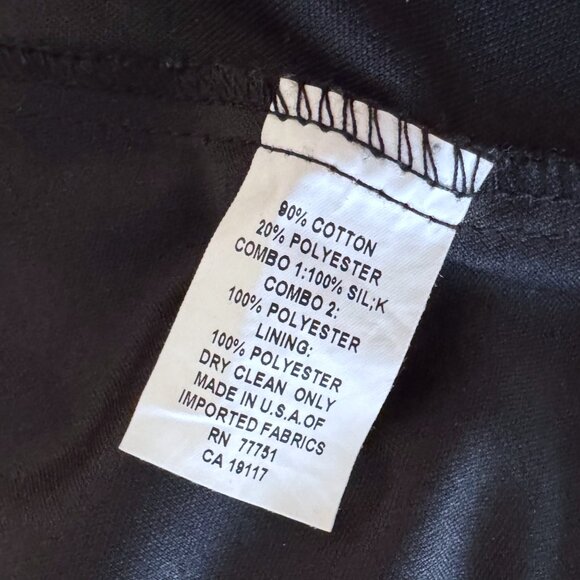 80% COTTON
20% POLYESTER
COMBO 1:100% SIL;K
COMBO 2:
100% POLYESTER
LINING:
100% POLYESTER
DRY CLEAN ONLY
MADE IN U.S.A.OF
IMPORTED FABRICS
RN 77751
CA 19117